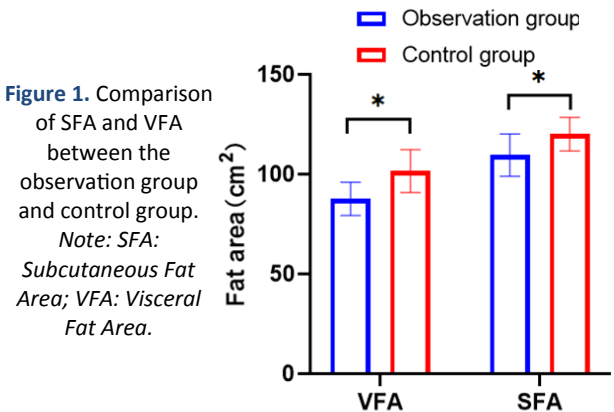 Observation group
Control group
Figure 1. Comparison
of SFA and VFA
between the
observation group
and control group.
Note: SFA:
Subcutaneous Fat
Area; VFA: Visceral
Fat Area.
Fat area(cm²)
150
100
50
0
*
*
VFA
SFA